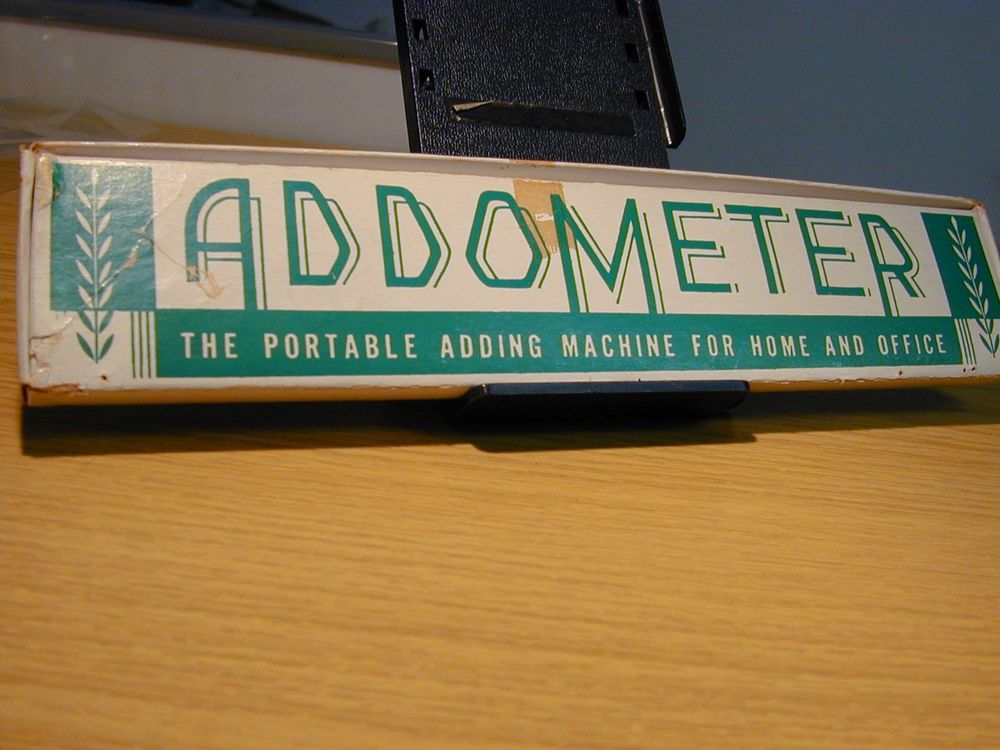 ADDOMETER
THE PORTABLE ADDING MACHINE FOR HOME AND OFFICE